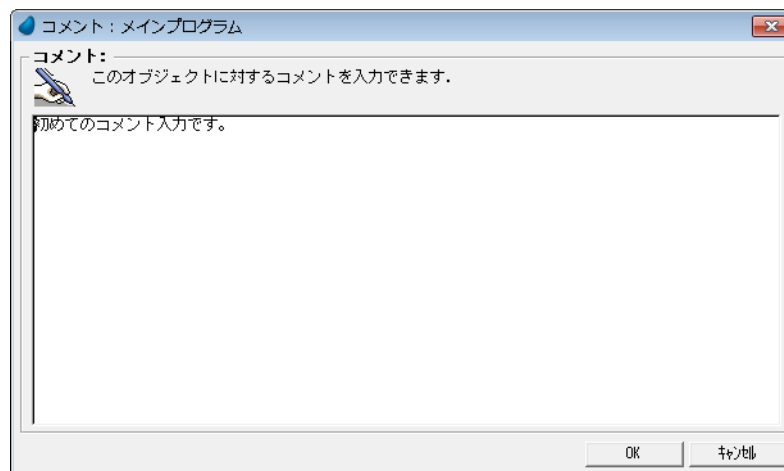 コメント：メインプログラム
コメント:
このオブジェクトに対するコメントを入力できます.
初めてのコメント入力です。
OK
ｷｬﾝｾﾙ